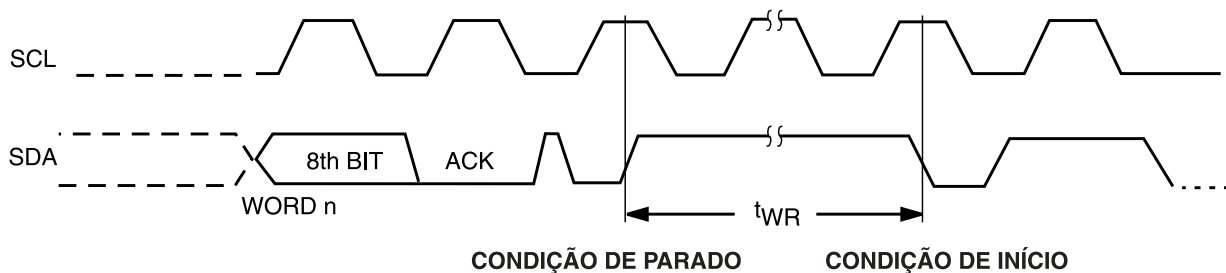 SCL
SDA
8th BIT
ACK
WORD n
tWR
CONDIÇÃO DE PARADO
CONDIÇÃO DE INÍCIO